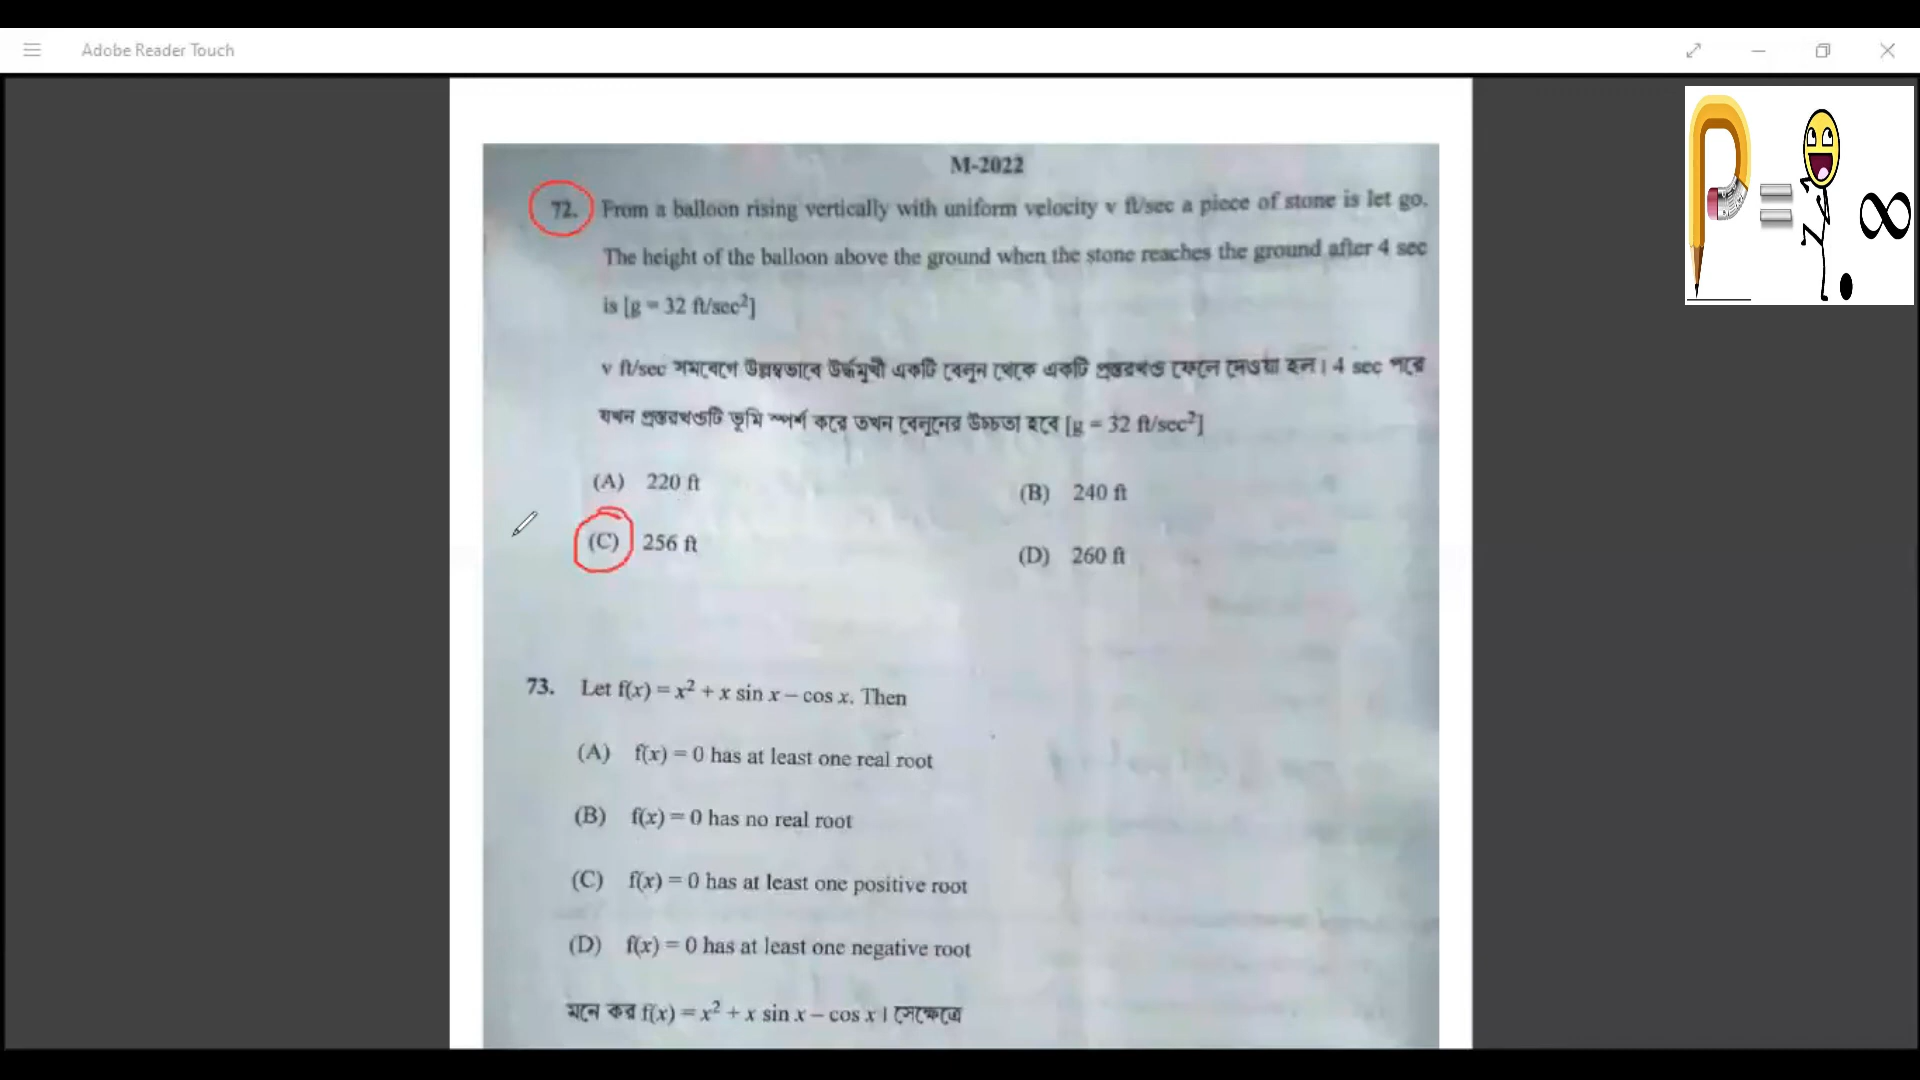 Adobe Reader Touch
M-2022
72. From a balloon rising vertically with uniform velocity v ft/sec a piece of stone is let go.
The height of the balloon above the ground when the stone reaches the ground after 4 sec
is [g = 32 ft/sec²]
v ft/sec সমবেগে উল্লম্বভাবে উর্দ্ধমুখী একটি বেলুন থেকে একটি প্রস্তরখণ্ড ফেলে দেওয়া হল। 4 sec পরে
যখন প্রস্তরখণ্ডটি ভূমি স্পর্শ করে তখন বেলুনের উচ্চতা হবে [g = 32 ft/sec²]
(A) 220 ft
(B) 240 ft
(C) 256 ft
(D) 260 ft
73. Let f(x) = x² + x sin x – cos x. Then
(A) f(x) = 0 has at least one real root
(B) f(x) = 0 has no real root
(C) f(x) = 0 has at least one positive root
(D) f(x) = 0 has at least one negative root
মনে কর f(x) = x² + x sin x – cos x । সেক্ষেত্রে
P = ∞